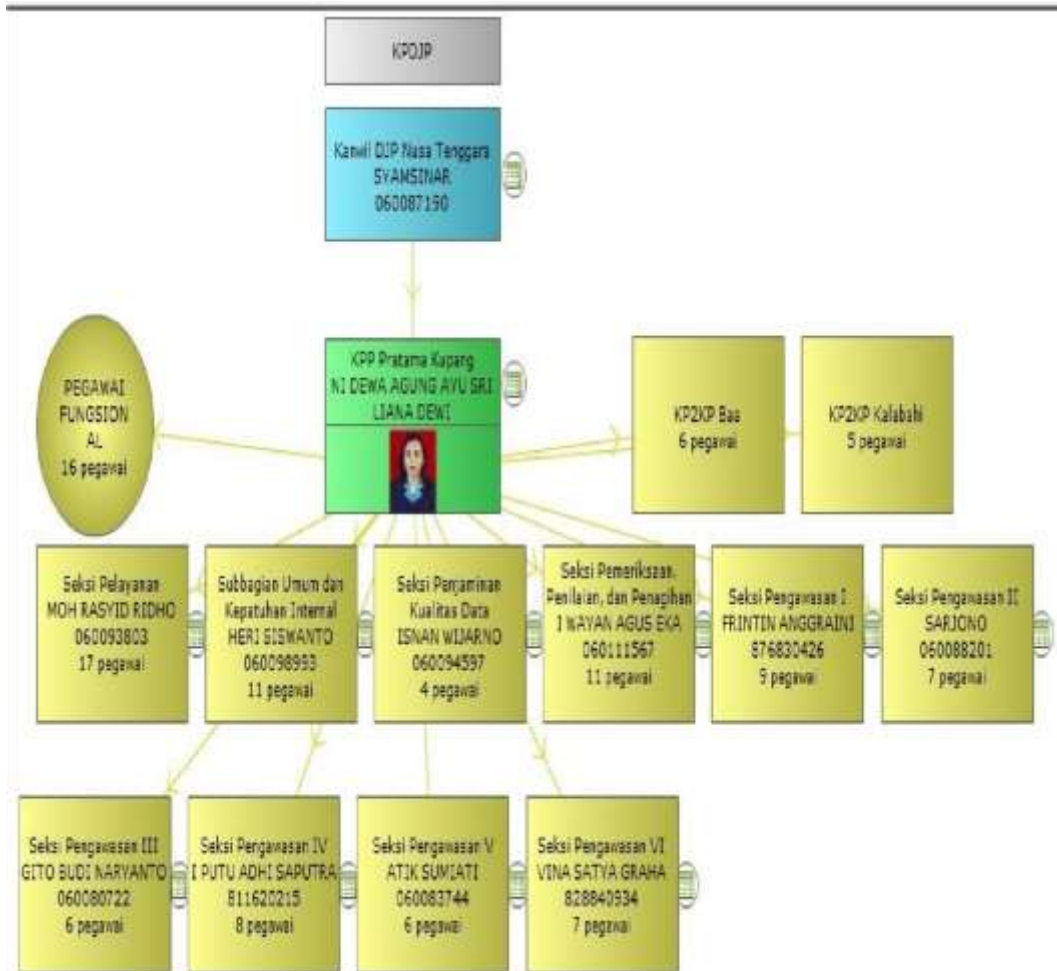 KPDJP
Kanwil DJP Nusa Tenggara
SYAMSINAR
060087190
KPP Pratama Kupang
NI DEWA AGUNG AYU SRI
LIANA DEWI
PEGAWAI
FUNGSION
AL
16 pegawai
KP2KP Baa
6 pegawai
KP2KP Kalabahi
5 pegawai
Seksi Pelayanan
MOH RASYID RIDHO
060093803
17 pegawai
Subbagian Umum dan
Kepatuhan Internal
HERI SISWANTO
060098993
11 pegawai
Seksi Penjaminan
Kualitas Data
ISNAN WIJARNO
060094597
4 pegawai
Seksi Pemeriksaan,
Penilaian, dan Penagihan
I WAYAN AGUS EKA
060111567
11 pegawai
Seksi Pengawasan I
FRINTIN ANGGRAINI
876830426
9 pegawai
Seksi Pengawasan II
SARJONO
060088201
7 pegawai
Seksi Pengawasan III
GITO BUDI NARYANTO
060080722
6 pegawai
Seksi Pengawasan IV
I PUTU ADHI SAPUTRA
811620215
8 pegawai
Seksi Pengawasan V
ATIK SUMIATI
060083744
6 pegawai
Seksi Pengawasan VI
VINA SATYA GRAHA
828840934
7 pegawai